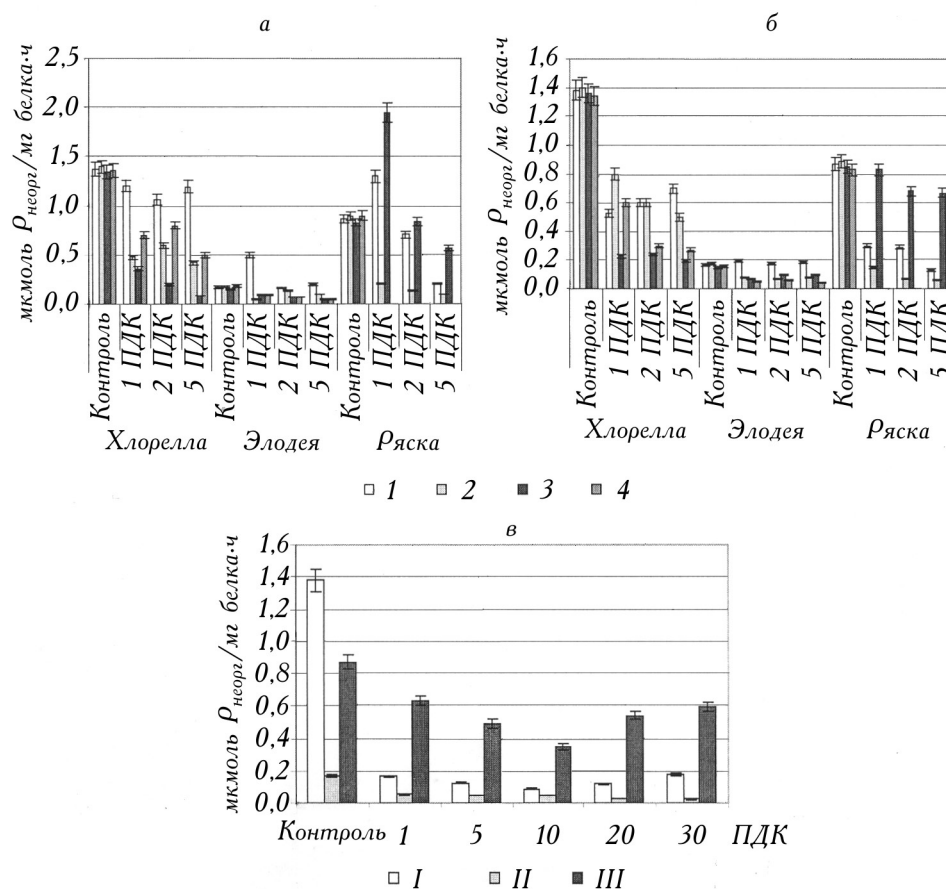 а
мкмоль Рнеорг/мг белка·ч
2,5
2,0
1,5
1,0
0,5
0,0
Контроль
1 ПДК
2 ПДК
5 ПДК
Контроль
1 ПДК
2 ПДК
5 ПДК
Контроль
1 ПДК
2 ПДК
5 ПДК
Хлорелла Элодея Ряска
б
мкмоль Рнеорг/мг белка·ч
1,6
1,4
1,2
1,0
0,8
0,6
0,4
0,2
0,0
Контроль
1 ПДК
2 ПДК
5 ПДК
Контроль
1 ПДК
2 ПДК
5 ПДК
Контроль
1 ПДК
2 ПДК
5 ПДК
Хлорелла Элодея Ряска
1 2 3 4
в
мкмоль Рнеорг/мг белка·ч
1,6
1,4
1,2
1,0
0,8
0,6
0,4
0,2
0,0
Контроль 1 5 10 20 30 ПДК
I II III